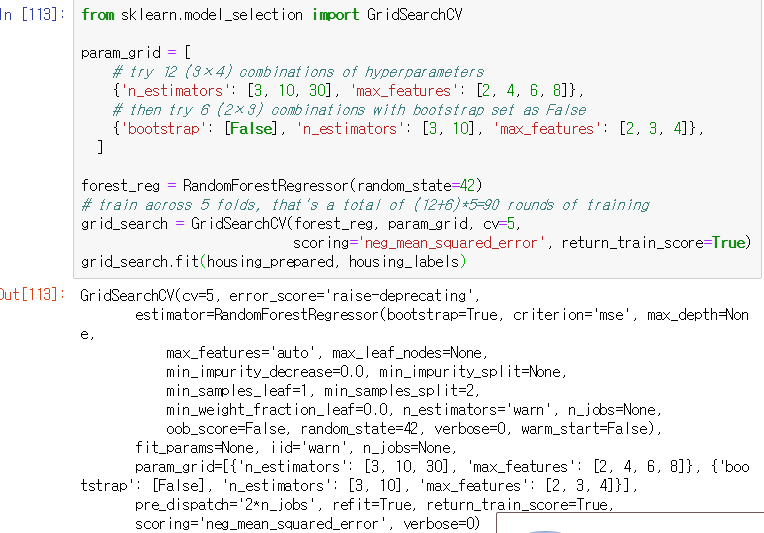 In [113]: from sklearn.model_selection import GridSearchCV
param_grid = [
# try 12 (3×4) combinations of hyperparameters
{'n_estimators': [3, 10, 30], 'max_features': [2, 4, 6, 8]},
# then try 6 (2×3) combinations with bootstrap set as False
{'bootstrap': [False], 'n_estimators': [3, 10], 'max_features': [2, 3, 4]},
]
forest_reg = RandomForestRegressor(random_state=42)
# train across 5 folds, that's a total of (12+6)*5=90 rounds of training
grid_search = GridSearchCV(forest_reg, param_grid, cv=5,
scoring='neg_mean_squared_error', return_train_score=True)
grid_search.fit(housing_prepared, housing_labels)
Out[113]: GridSearchCV(cv=5, error_score='raise-deprecating',
estimator=RandomForestRegressor(bootstrap=True, criterion='mse', max_depth=Non
e,
max_features='auto', max_leaf_nodes=None,
min_impurity_decrease=0.0, min_impurity_split=None,
min_samples_leaf=1, min_samples_split=2,
min_weight_fraction_leaf=0.0, n_estimators='warn', n_jobs=None,
oob_score=False, random_state=42, verbose=0, warm_start=False),
fit_params=None, iid='warn', n_jobs=None,
param_grid=[{'n_estimators': [3, 10, 30], 'max_features': [2, 4, 6, 8]}, {'boo
tstrap': [False], 'n_estimators': [3, 10], 'max_features': [2, 3, 4]}],
pre_dispatch='2*n_jobs', refit=True, return_train_score=True,
scoring='neg_mean_squared_error', verbose=0)